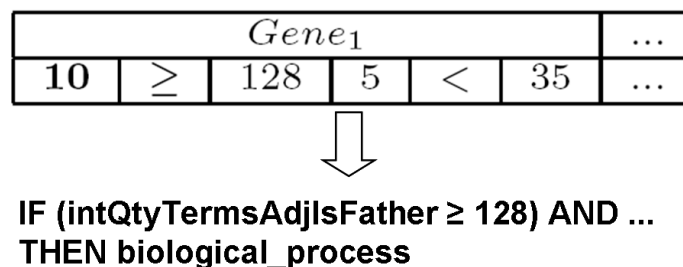 Gene₁ ...
10 ≥ 128 5 < 35 ...
IF (intQtyTermsAdjIsFather ≥ 128) AND ...
THEN biological_process